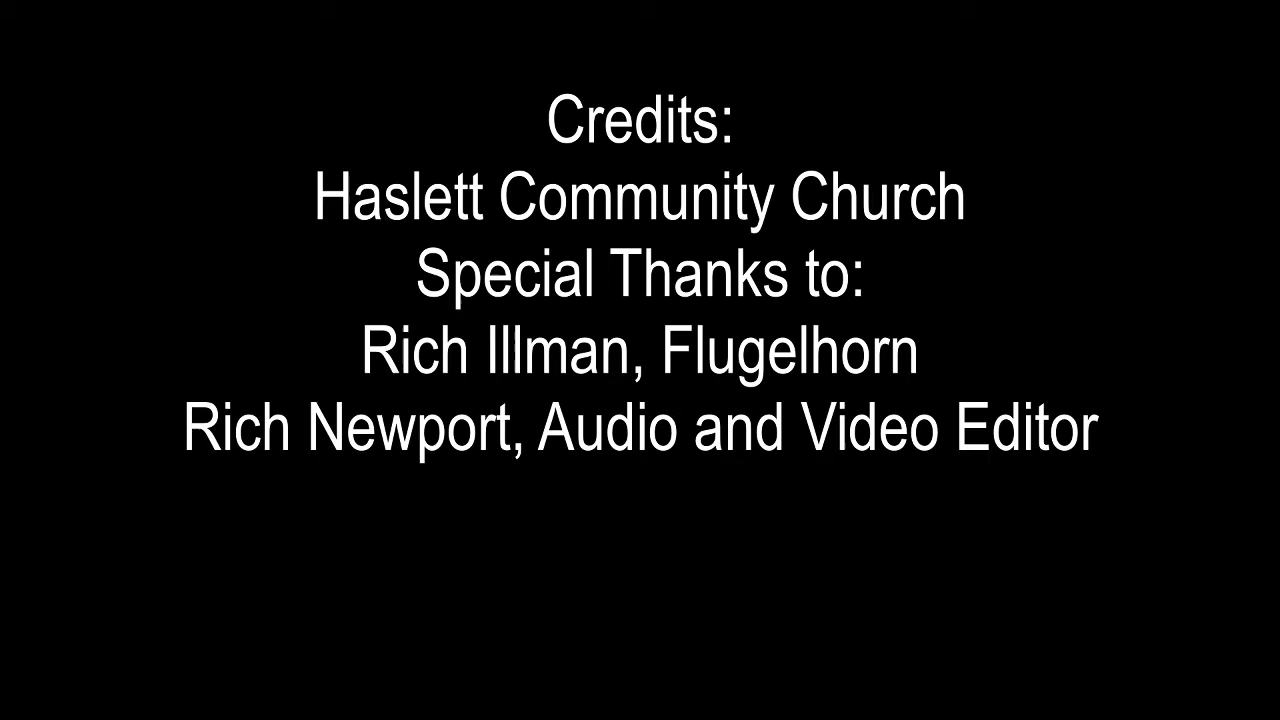 Credits:
Haslett Community Church
Special Thanks to:
Rich Illman, Flugelhorn
Rich Newport, Audio and Video Editor